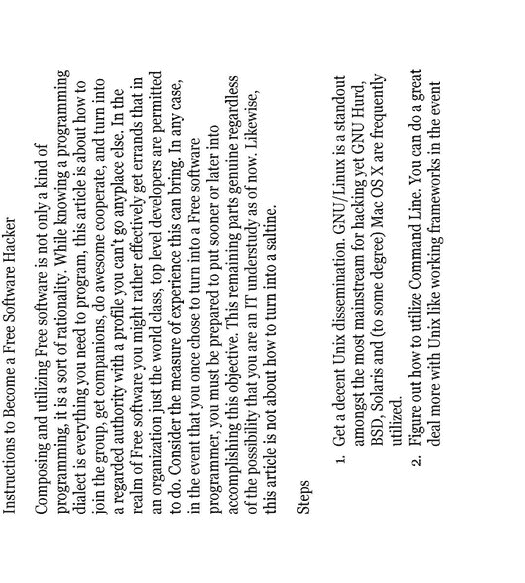 Instructions to Become a Free Software Hacker
Composing and utilizing Free software is not only a kind of
programming, it is a sort of rationality. While knowing a programming
dialect is everything you need to program, this article is about how to
join the group, get companions, do awesome cooperate, and turn into
a regarded authority with a profile you can't go anyplace else. In the
realm of Free software you might rather effectively get errands that in
an organization just the world class, top level developers are permitted
to do. Consider the measure of experience this can bring. In any case,
in the event that you once chose to turn into a Free software
programmer, you must be prepared to put sooner or later into
accomplishing this objective. This remaining parts genuine regardless
of the possibility that you are an IT understudy as of now. Likewise,
this article is not about how to turn into a saltine.
Steps
1. Get a decent Unix dissemination. GNU/Linux is a standout
amongst the most mainstream for hacking yet GNU Hurd,
BSD, Solaris and (to some degree) Mac OS X are frequently
utilized.
2. Figure out how to utilize Command Line. You can do a great
deal more with Unix like working frameworks in the event